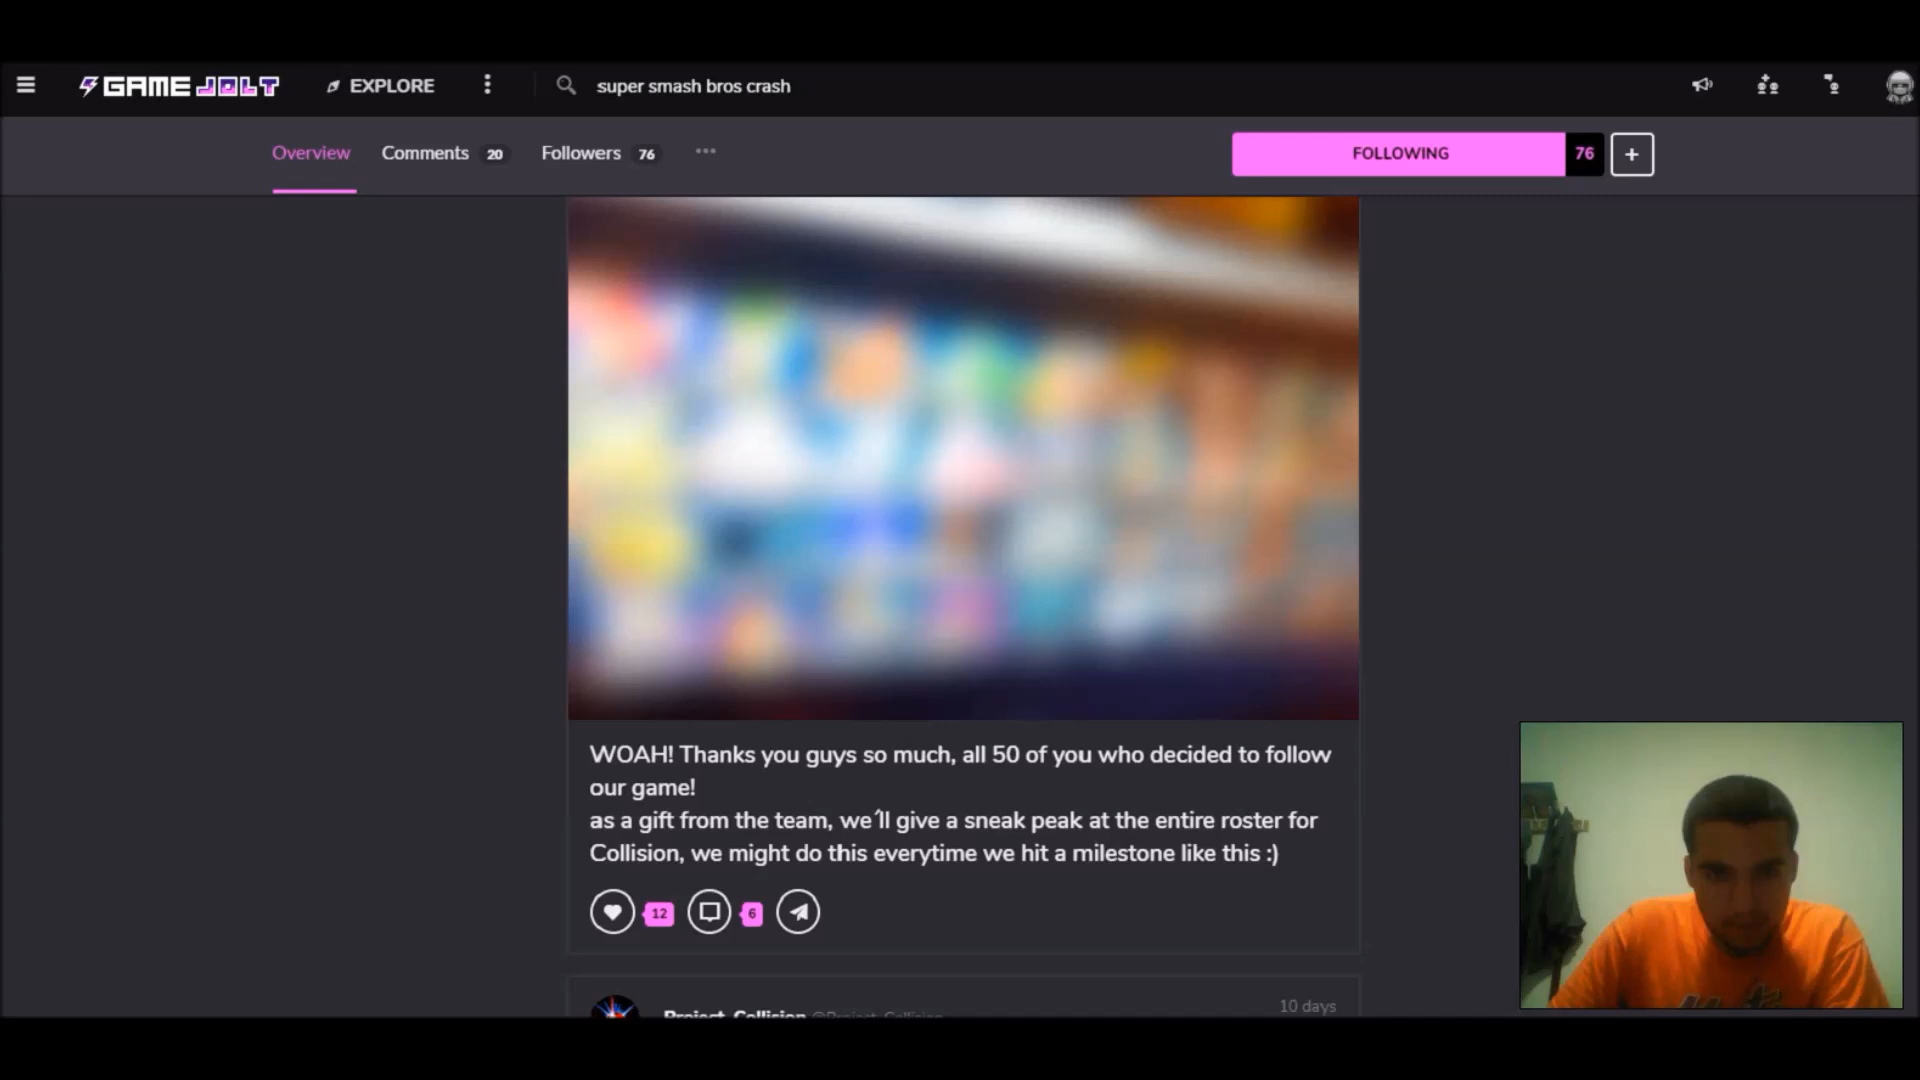 GAME JOLT EXPLORE super smash bros crash
Overview Comments 20 Followers 76 FOLLOWING 76
WOAH! Thanks you guys so much, all 50 of you who decided to follow
our game!
as a gift from the team, we´ll give a sneak peak at the entire roster for
Collision, we might do this everytime we hit a milestone like this :)
12 6
Project_Collision @Project_Collision 10 days